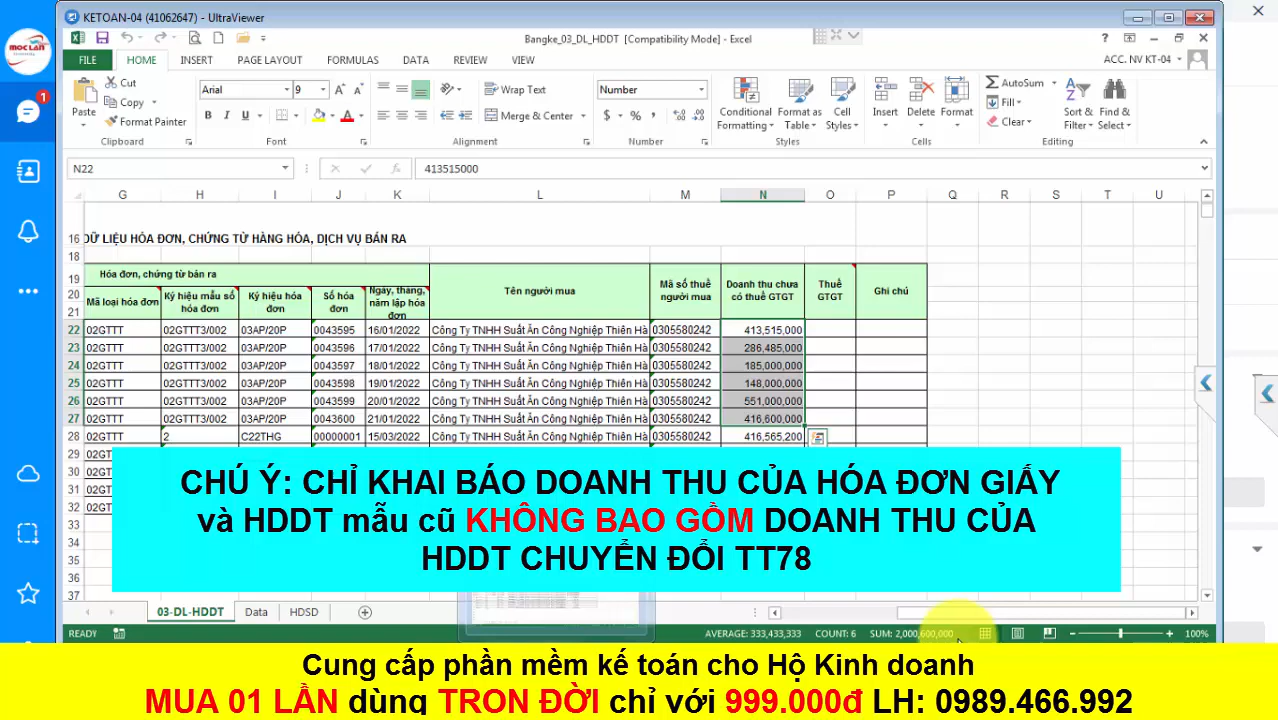 KETOAN-04 (41062647) - UltraViewer
MOC LAN
Bangke_03_DL_HDDT [Compatibility Mode] - Excel
FILE HOME INSERT PAGE LAYOUT FORMULAS DATA REVIEW VIEW ACC. NV KT-04
1
Paste Cut Copy Format Painter
Clipboard
Arial 9
B I U
Font
Wrap Text
Merge & Center
Alignment
Number
$ % ,
Number
Conditional Formatting Format as Table Cell Styles
Styles
Insert Delete Format
Cells
AutoSum Fill Clear Sort & Filter Find & Select
Editing
N22 fx 413515000
G H I J K L M N O P Q R S T U
16 DỮ LIỆU HÓA ĐƠN, CHỨNG TỪ HÀNG HÓA, DỊCH VỤ BÁN RA
18
19 Hóa đơn, chứng từ bán ra
20
21
Mã loại hóa đơn
Ký hiệu mẫu số hóa đơn
Ký hiệu hóa đơn
Số hóa đơn
Ngày, tháng, năm lập hóa đơn
Tên người mua
Mã số thuế người mua
Doanh thu chưa có thuế GTGT
Thuế GTGT
Ghi chú
22 02GTTT 02GTTT3/002 03AP/20P 0043595 16/01/2022 Công Ty TNHH Suất Ăn Công Nghiệp Thiên Hà 0305580242 413,515,000
23 02GTTT 02GTTT3/002 03AP/20P 0043596 17/01/2022 Công Ty TNHH Suất Ăn Công Nghiệp Thiên Hà 0305580242 286,485,000
24 02GTTT 02GTTT3/002 03AP/20P 0043597 18/01/2022 Công Ty TNHH Suất Ăn Công Nghiệp Thiên Hà 0305580242 185,000,000
25 02GTTT 02GTTT3/002 03AP/20P 0043598 19/01/2022 Công Ty TNHH Suất Ăn Công Nghiệp Thiên Hà 0305580242 148,000,000
26 02GTTT 02GTTT3/002 03AP/20P 0043599 20/01/2022 Công Ty TNHH Suất Ăn Công Nghiệp Thiên Hà 0305580242 551,000,000
27 02GTTT 02GTTT3/002 03AP/20P 0043600 21/01/2022 Công Ty TNHH Suất Ăn Công Nghiệp Thiên Hà 0305580242 416,600,000
28 02GTTT 2 C22THG 00000001 15/03/2022 Công Ty TNHH Suất Ăn Công Nghiệp Thiên Hà 0305580242 416,565,200
29 02G
30 02G
31 02G
32 02G
33
34
35
36
37
CHÚ Ý: CHỈ KHAI BÁO DOANH THU CỦA HÓA ĐƠN GIẤY
và HDDT mẫu cũ KHÔNG BAO GỒM DOANH THU CỦA
HDDT CHUYỂN ĐỔI TT78
03-DL-HDDT Data HDSD
READY AVERAGE: 333,433,333 COUNT: 6 SUM: 2,000,600,000 100%
Cung cấp phần mềm kế toán cho Hộ Kinh doanh
MUA 01 LẦN dùng TRỌN ĐỜI chỉ với 999.000đ LH: 0989.466.992